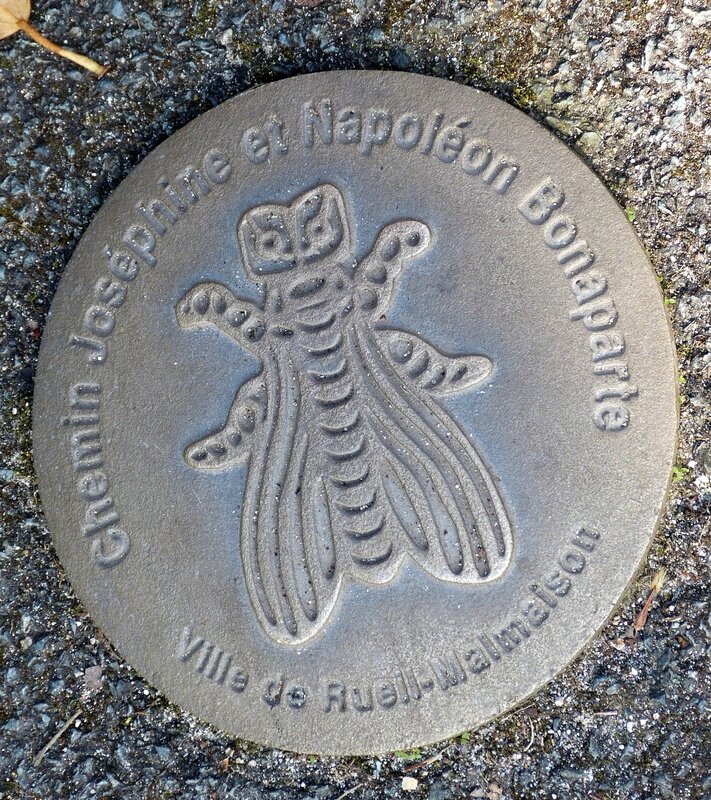 Chemin Joséphine et Napoléon Bonaparte
Ville de Rueil-Malmaison